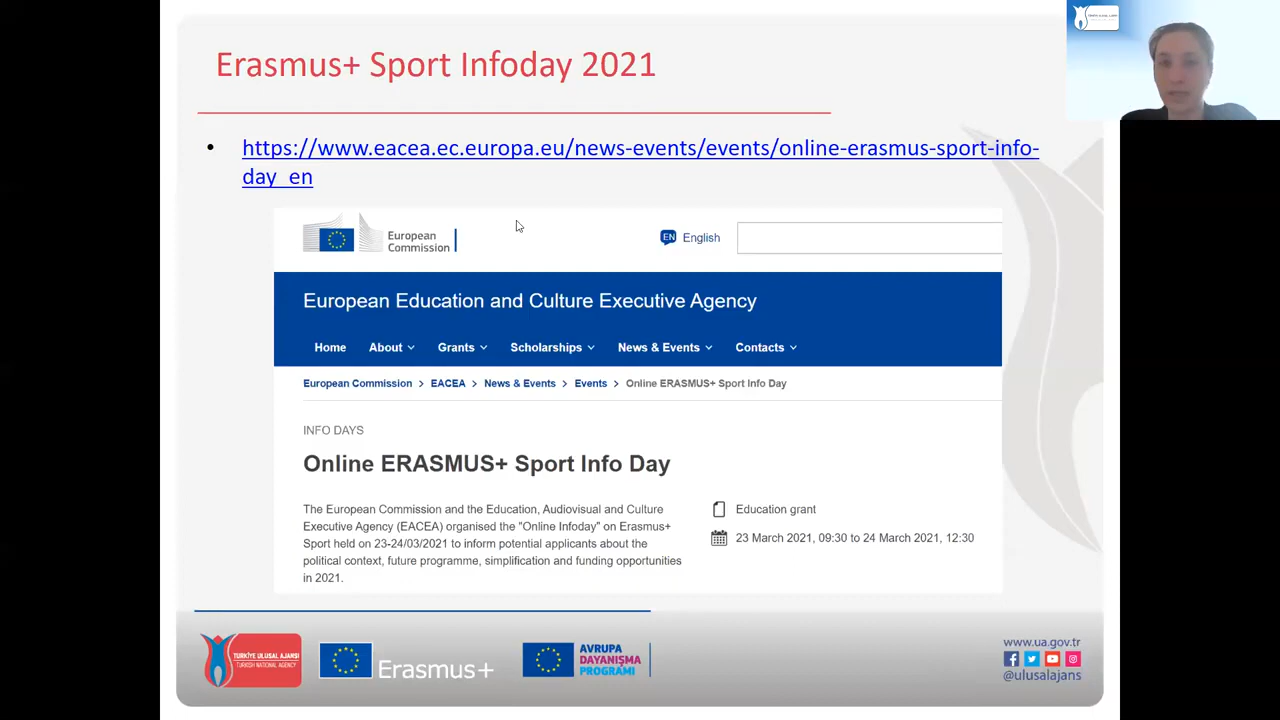 Erasmus+ Sport Infoday 2021
• https://www.eacea.ec.europa.eu/news-events/events/online-erasmus-sport-info-
day_en
European
Commission
EN English
European Education and Culture Executive Agency
Home About Grants Scholarships News & Events Contacts
European Commission > EACEA > News & Events > Events > Online ERASMUS+ Sport Info Day
INFO DAYS
Online ERASMUS+ Sport Info Day
The European Commission and the Education, Audiovisual and Culture
Executive Agency (EACEA) organised the "Online Infoday" on Erasmus+
Sport held on 23-24/03/2021 to inform potential applicants about the
political context, future programme, simplification and funding opportunities
in 2021.
Education grant
23 March 2021, 09:30 to 24 March 2021, 12:30
TÜRKİYE ULUSAL AJANSI
TURKISH NATIONAL AGENCY
Erasmus+
AVRUPA
DAYANIŞMA
PROGRAMI
www.ua.gov.tr
@ulusalajans